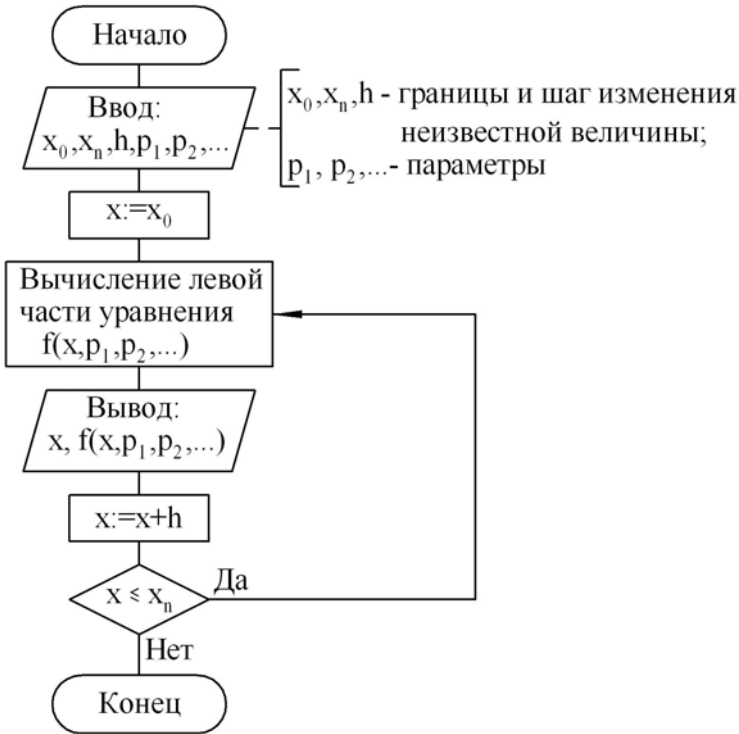 Начало
Ввод:
x₀,xₙ,h,p₁,p₂,...
x₀,xₙ,h - границы и шаг изменения
неизвестной величины;
p₁, p₂,...- параметры
x:=x₀
Вычисление левой
части уравнения
f(x,p₁,p₂,...)
Вывод:
x, f(x,p₁,p₂,...)
x:=x+h
x ≤ xₙ
Да
Нет
Конец